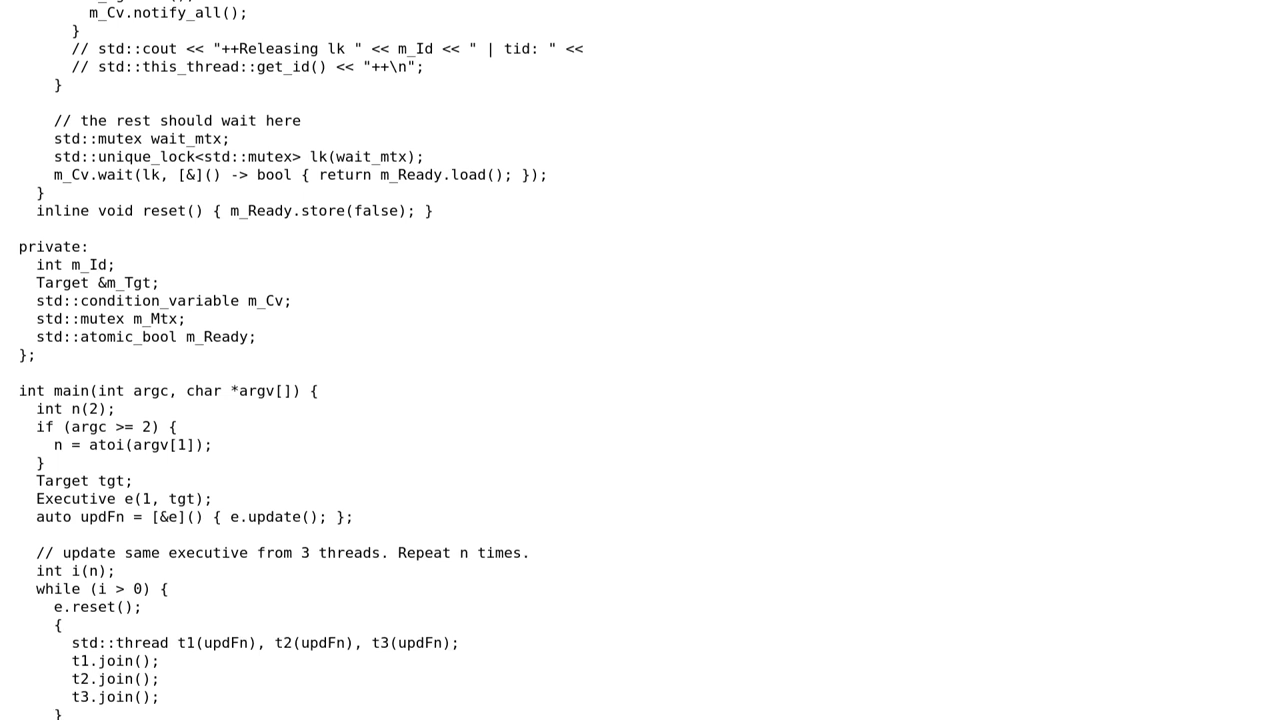 m_Cv.notify_all();
}
// std::cout << "++Releasing lk " << m_Id << " | tid: " <<
// std::this_thread::get_id() << "++\n";
}
// the rest should wait here
std::mutex wait_mtx;
std::unique_lock<std::mutex> lk(wait_mtx);
m_Cv.wait(lk, [&]() -> bool { return m_Ready.load(); });
}
inline void reset() { m_Ready.store(false); }
private:
int m_Id;
Target &m_Tgt;
std::condition_variable m_Cv;
std::mutex m_Mtx;
std::atomic_bool m_Ready;
};
int main(int argc, char *argv[]) {
int n(2);
if (argc >= 2) {
n = atoi(argv[1]);
}
Target tgt;
Executive e(1, tgt);
auto updFn = [&e]() { e.update(); };
// update same executive from 3 threads. Repeat n times.
int i(n);
while (i > 0) {
e.reset();
{
std::thread t1(updFn), t2(updFn), t3(updFn);
t1.join();
t2.join();
t3.join();
}